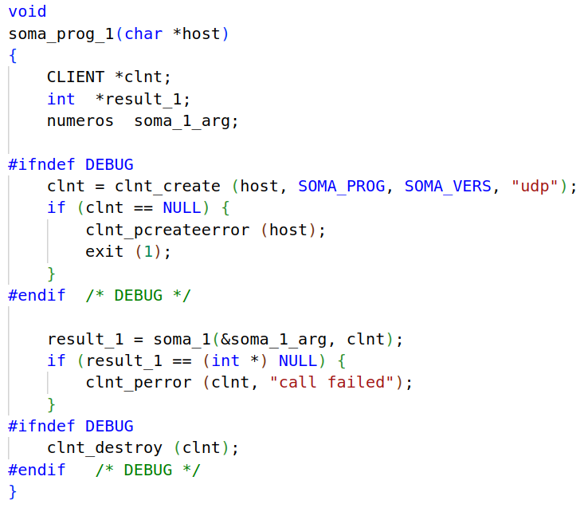 void
soma_prog_1(char *host)
{
    CLIENT *clnt;
    int  *result_1;
    numeros  soma_1_arg;

#ifndef DEBUG
    clnt = clnt_create (host, SOMA_PROG, SOMA_VERS, "udp");
    if (clnt == NULL) {
        clnt_pcreateerror (host);
        exit (1);
    }
#endif  /* DEBUG */

    result_1 = soma_1(&soma_1_arg, clnt);
    if (result_1 == (int *) NULL) {
        clnt_perror (clnt, "call failed");
    }
#ifndef DEBUG
    clnt_destroy (clnt);
#endif   /* DEBUG */
}